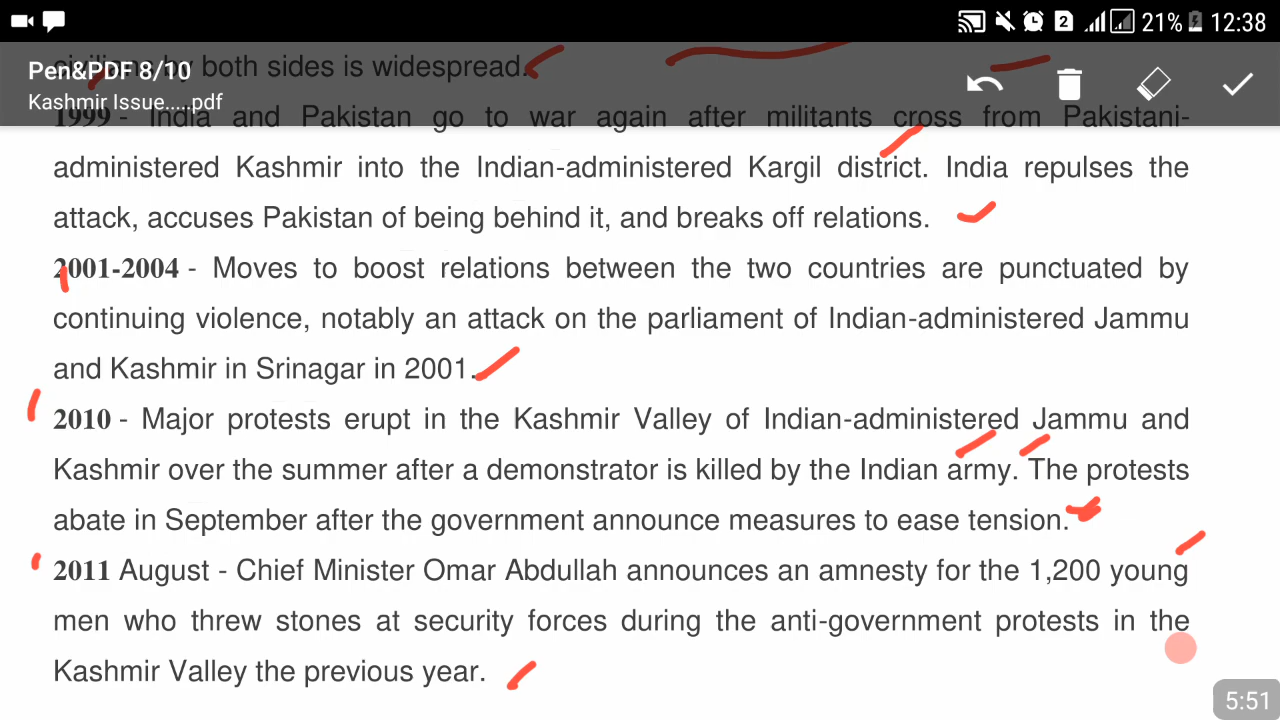 2 21% 12:38
both sides is widespread.
Pen&PDF 8/10
Kashmir Issue.....pdf
1999 - India and Pakistan go to war again after militants cross from Pakistani-
administered Kashmir into the Indian-administered Kargil district. India repulses the
attack, accuses Pakistan of being behind it, and breaks off relations.
2001-2004 - Moves to boost relations between the two countries are punctuated by
continuing violence, notably an attack on the parliament of Indian-administered Jammu
and Kashmir in Srinagar in 2001.
2010 - Major protests erupt in the Kashmir Valley of Indian-administered Jammu and
Kashmir over the summer after a demonstrator is killed by the Indian army. The protests
abate in September after the government announce measures to ease tension.
2011 August - Chief Minister Omar Abdullah announces an amnesty for the 1,200 young
men who threw stones at security forces during the anti-government protests in the
Kashmir Valley the previous year.
5:51